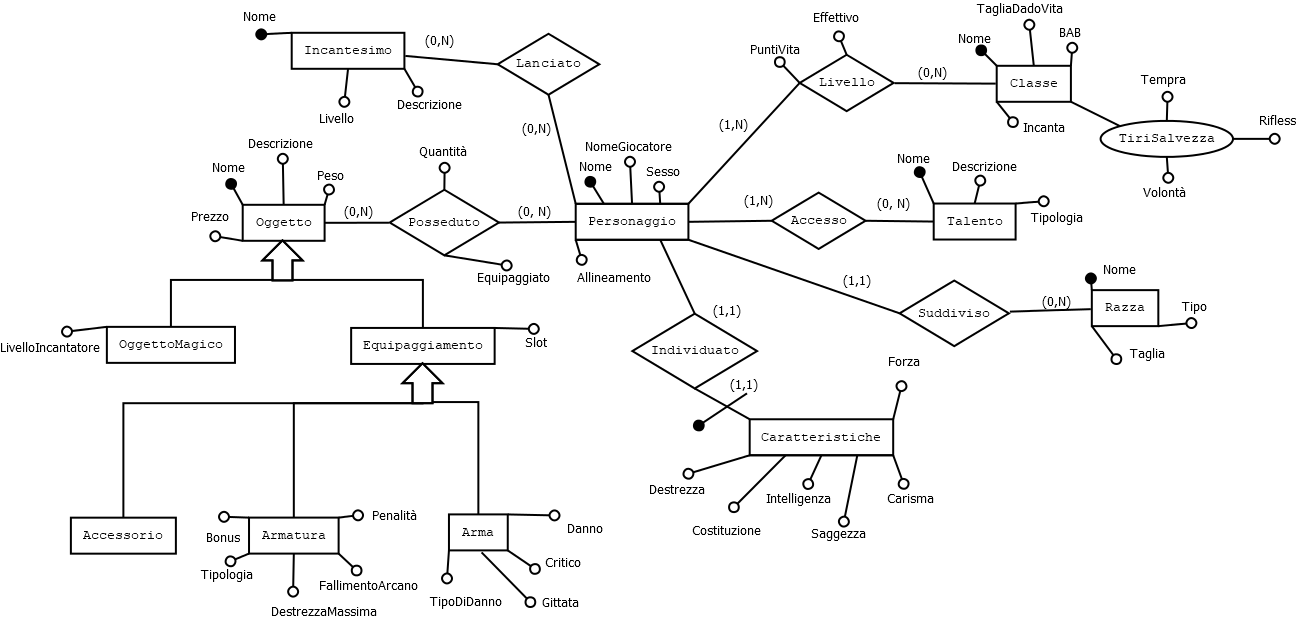 TagliaDadoVita
Nome
Effettivo
BAB
Nome
(0,N)
PuntiVita
Incantesimo
Lanciato
Livello
(0,N)
Classe
Tempra
Descrizione
Livello
Incanta
Rifless
(0,N)
(1,N)
TiriSalvezza
Descrizione
Quantità
NomeGiocatore
Nome
Descrizione
Volontà
Nome
Peso
Nome
Sesso
Prezzo
Oggetto
(0,N)
Posseduto
(0, N)
Personaggio
(1,N)
Accesso
(0, N)
Talento
Tipologia
Equipaggiato
Allineamento
(1,1)
Nome
(1,1)
Suddiviso
(0,N)
Razza
Tipo
LivelloIncantatore
OggettoMagico
Equipaggiamento
Slot
Individuato
Taglia
(1,1)
Forza
Caratteristiche
Destrezza
Intelligenza
Carisma
Costituzione
Saggezza
Accessorio
Bonus
Armatura
Penalità
Arma
Danno
Tipologia
FallimentoArcano
Critico
DestrezzaMassima
TipoDiDanno
Gittata